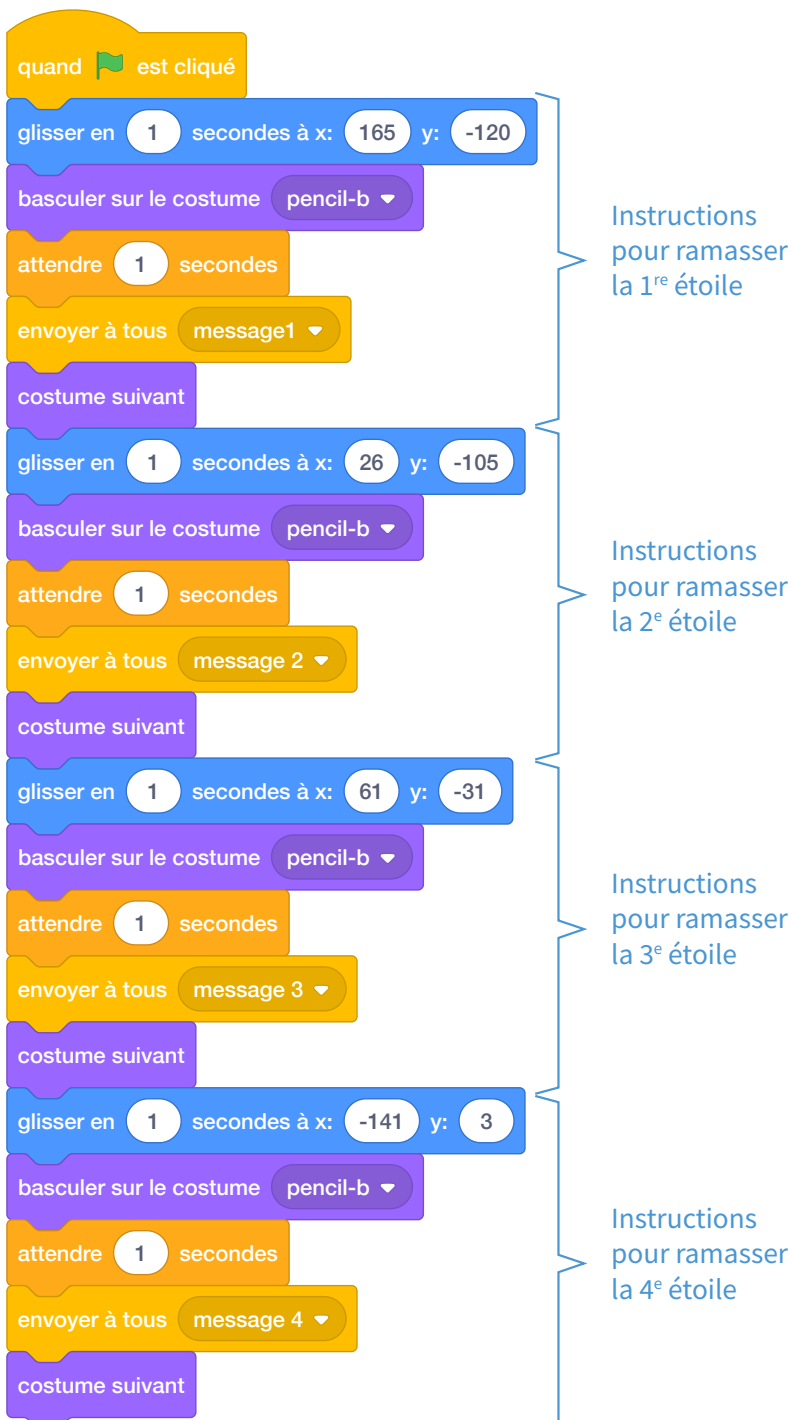 quand est cliqué
glisser en 1 secondes à x: 165 y: -120
basculer sur le costume pencil-b
attendre 1 secondes
envoyer à tous message1
costume suivant
Instructions
pour ramasser
la 1re étoile
glisser en 1 secondes à x: 26 y: -105
basculer sur le costume pencil-b
attendre 1 secondes
envoyer à tous message 2
costume suivant
Instructions
pour ramasser
la 2e étoile
glisser en 1 secondes à x: 61 y: -31
basculer sur le costume pencil-b
attendre 1 secondes
envoyer à tous message 3
costume suivant
Instructions
pour ramasser
la 3e étoile
glisser en 1 secondes à x: -141 y: 3
basculer sur le costume pencil-b
attendre 1 secondes
envoyer à tous message 4
costume suivant
Instructions
pour ramasser
la 4e étoile